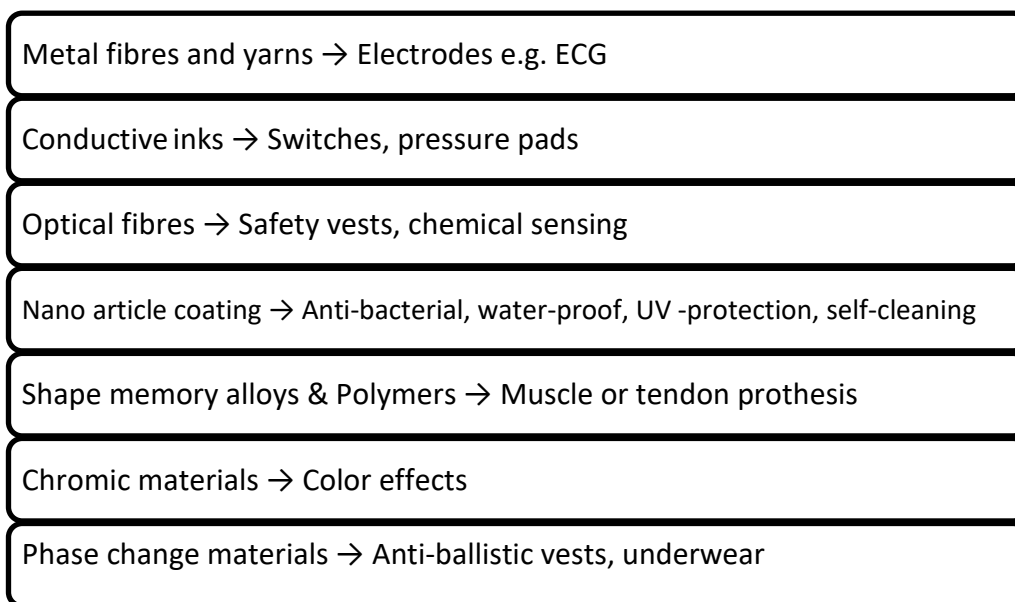 Metal fibres and yarns → Electrodes e.g. ECG
Conductive inks → Switches, pressure pads
Optical fibres → Safety vests, chemical sensing
Nano article coating → Anti-bacterial, water-proof, UV -protection, self-cleaning
Shape memory alloys & Polymers → Muscle or tendon prothesis
Chromic materials → Color effects
Phase change materials → Anti-ballistic vests, underwear